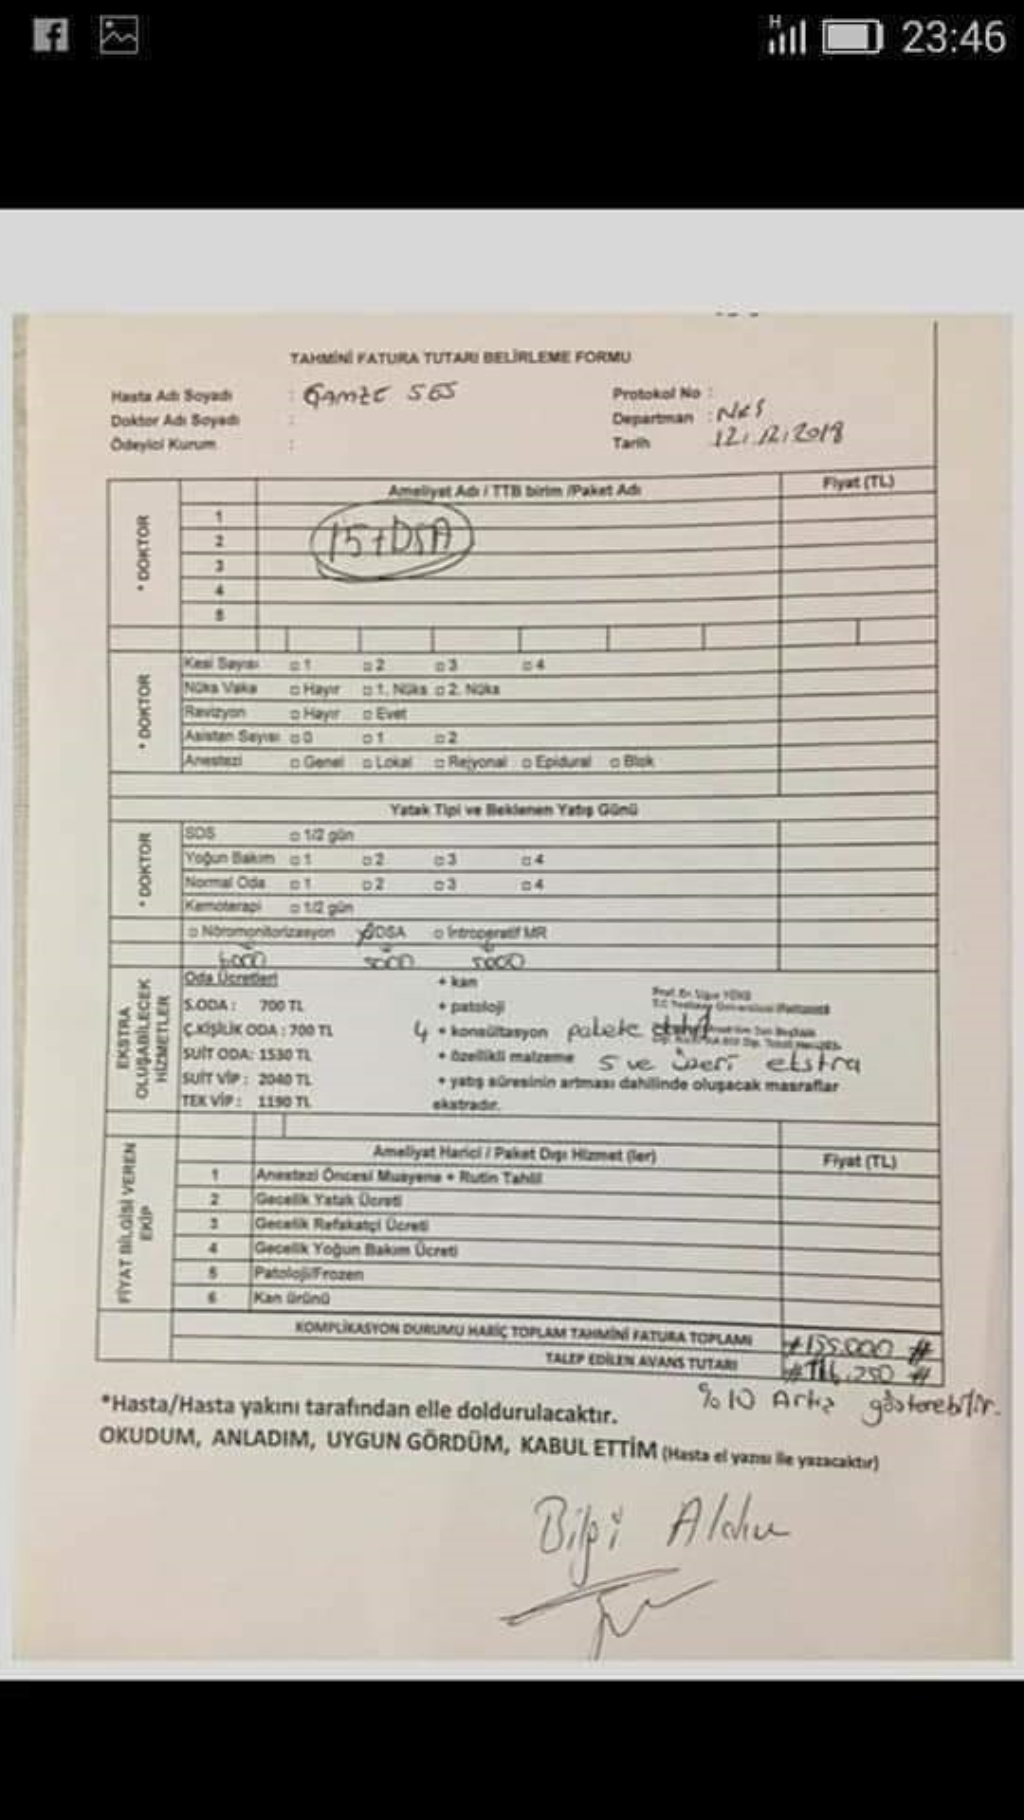 H
23:46
TAHMİNİ FATURA TUTARI BELİRLEME FORMU
Hasta Adı Soyadı : GAMZE SES
Protokol No :
Doktor Adı Soyadı :
Departman : NRŞ
Ödeyici Kurum :
Tarih 12.12.2018
Ameliyat Adı / TTB birim /Paket Adı
Fiyat (TL)
* DOKTOR
1
2
3
4
5
15+DSA
* DOKTOR
Kesi Sayısı □ 1 □ 2 □ 3 □ 4
Nüks Vaka □ Hayır □ 1. Nüks □ 2. Nüks
Revizyon □ Hayır □ Evet
Asistan Sayısı □ 0 □ 1 □ 2
Anestezi □ Genel □ Lokal □ Rejyonal □ Epidural □ Blok
Yatak Tipi ve Beklenen Yatış Günü
* DOKTOR
SDS □ 1/2 gün
Yoğun Bakım □ 1 □ 2 □ 3 □ 4
Normal Oda □ 1 □ 2 □ 3 □ 4
Kemoterapi □ 1/2 gün
□ Nöromonitorizasyon DSA □ İntroperatif MR
6000 5000 5000
EKSTRA OLUŞABİLECEK HİZMETLER
Oda Ücretleri
S.ODA : 700 TL
Ç.KİŞİLİK ODA : 700 TL
SUİT ODA: 1530 TL
SUİT VİP : 2040 TL
TEK VİP : 1190 TL
+ kan
+ patoloji
4 + konsültasyon pakete dahil
+ özellikli malzeme 5 ve üzeri ekstra
+ yatış süresinin artması dahilinde oluşacak masraflar
ekstradır.
FİYAT BİLGİSİ VEREN EKİP
Ameliyat Harici / Paket Dışı Hizmet (ler)
Fiyat (TL)
1 Anestezi Öncesi Muayene + Rutin Tahlil
2 Gecelik Yatak Ücreti
3 Gecelik Refakatçi Ücreti
4 Gecelik Yoğun Bakım Ücreti
5 Patoloji/Frozen
6 Kan ürünü
KOMPLİKASYON DURUMU HARİÇ TOPLAM TAHMİNİ FATURA TOPLAMI #155.000 #
TALEP EDİLEN AVANS TUTARI
%10 Artış gösterebilir.
*Hasta/Hasta yakını tarafından elle doldurulacaktır.
OKUDUM, ANLADIM, UYGUN GÖRDÜM, KABUL ETTİM (Hasta el yazısı ile yazacaktır)
Bilgi Aldım